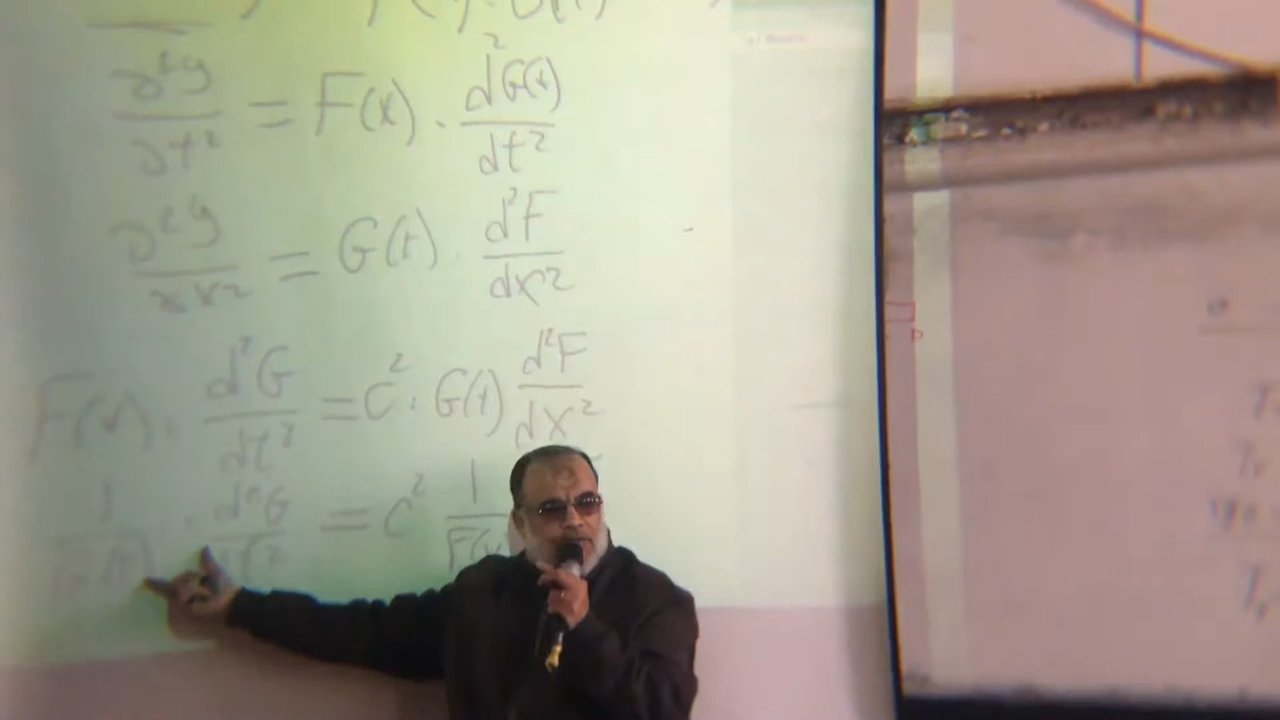 ∂²y/∂t² = F(x) · d²G(t)/dt²
∂²y/∂x² = G(t) · d²F/dx²
F(x) · d²G/dt² = C² · G(t) d²F/dx²
1/G(t) · d²G/dt² = C² 1/F(x